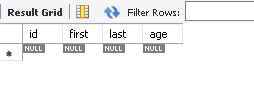 Result Grid Filter Rows:
id first last age
NULL NULL NULL NULL